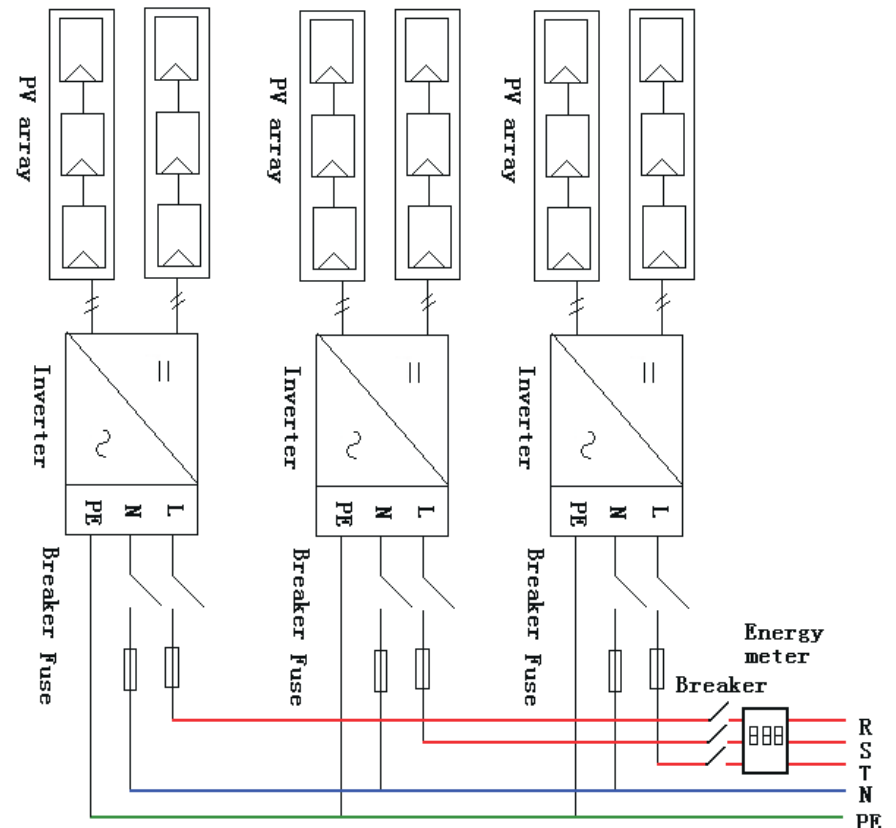 PV array
PV array
PV array
Inverter
Inverter
Inverter
PE N L
PE N L
PE N L
Breaker Fuse
Breaker Fuse
Breaker Fuse
Energy
meter
Breaker
R
S
T
N
PE